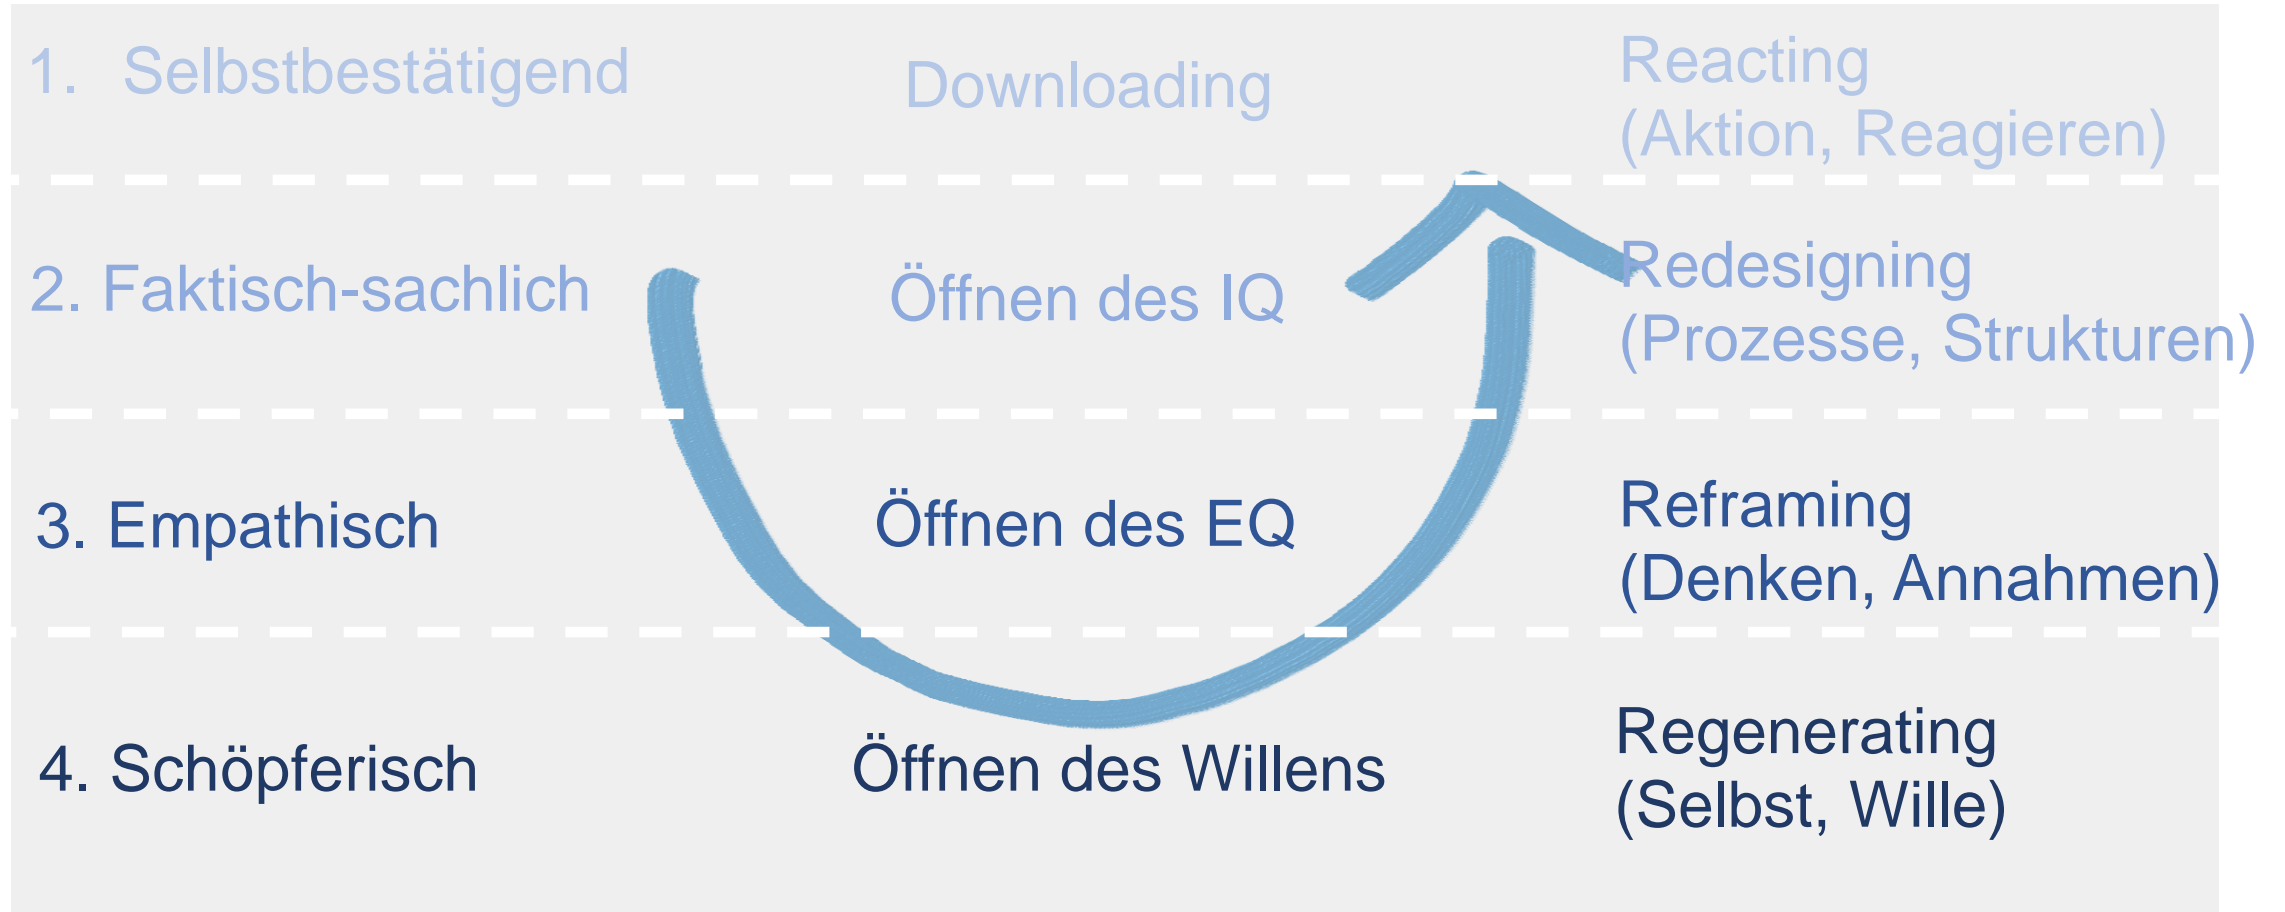 1. Selbstbestätigend
Downloading
Reacting
(Aktion, Reagieren)
2. Faktisch-sachlich
Öffnen des IQ
Redesigning
(Prozesse, Strukturen)
3. Empathisch
Öffnen des EQ
Reframing
(Denken, Annahmen)
4. Schöpferisch
Öffnen des Willens
Regenerating
(Selbst, Wille)